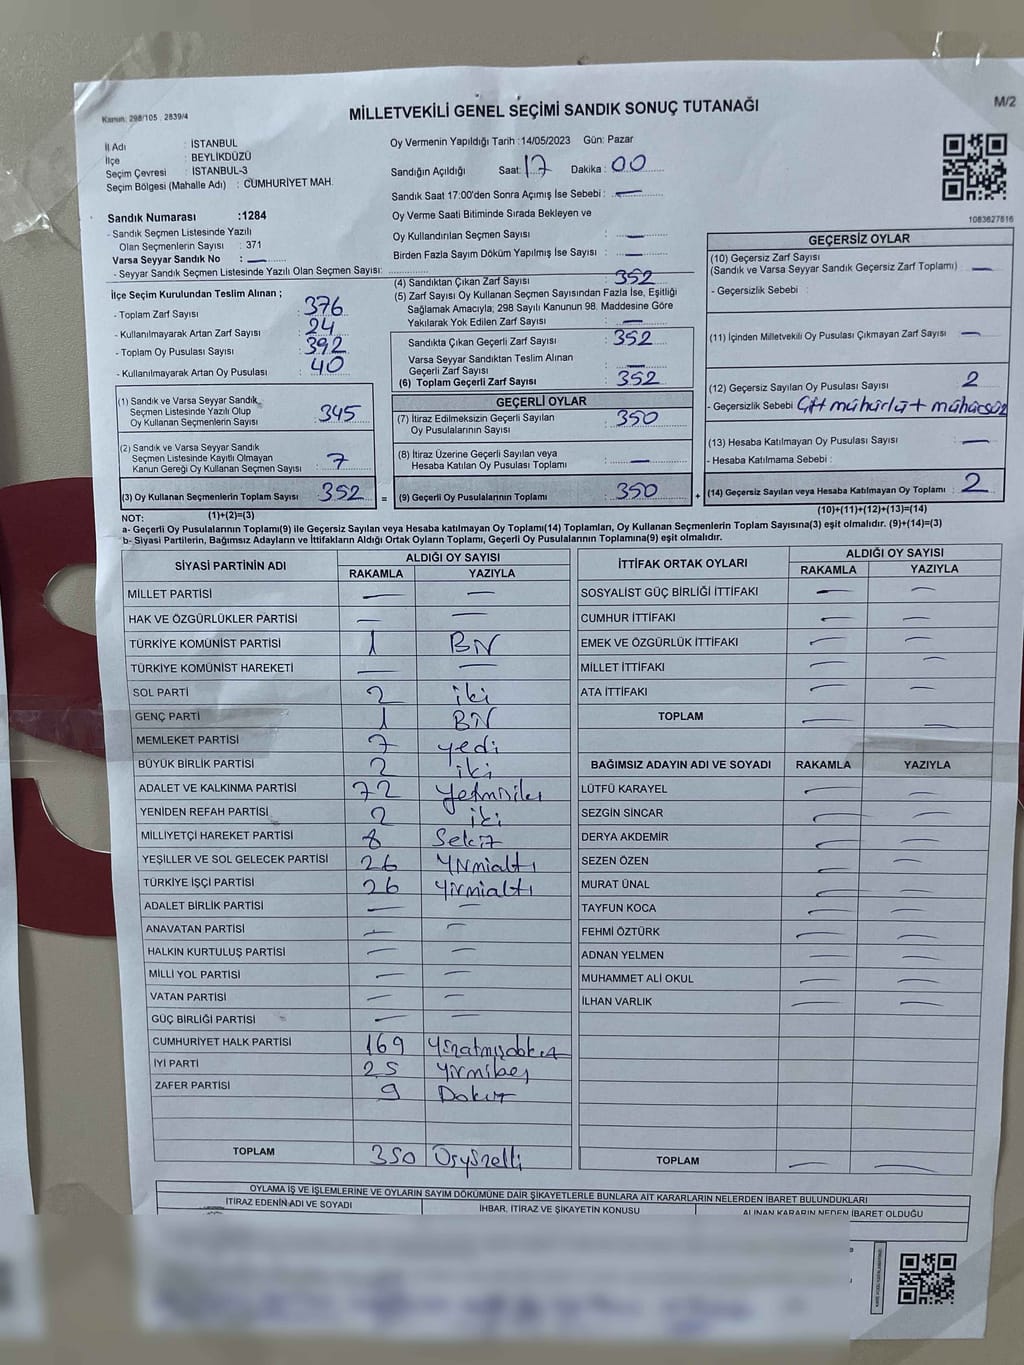 Kanun: 298/105 , 2839/4
MİLLETVEKİLİ GENEL SEÇİMİ SANDIK SONUÇ TUTANAĞI
M/2
İl Adı : İSTANBUL
İlçe : BEYLİKDÜZÜ
Seçim Çevresi : İSTANBUL-3
Seçim Bölgesi (Mahalle Adı) : CUMHURİYET MAH.
Sandık Numarası :1284
- Sandık Seçmen Listesinde Yazılı
Olan Seçmenlerin Sayısı : 371
Varsa Seyyar Sandık No : —
- Seyyar Sandık Seçmen Listesinde Yazılı Olan Seçmen Sayısı:
Oy Vermenin Yapıldığı Tarih :14/05/2023 Gün: Pazar
Sandığın Açıldığı Saat: 17 Dakika: 00
Sandık Saat 17:00'den Sonra Açımış İse Sebebi : —
Oy Verme Saati Bitiminde Sırada Bekleyen ve
Oy Kullandırılan Seçmen Sayısı : —
Birden Fazla Sayım Döküm Yapılmış İse Sayısı : —
1083627816
İlçe Seçim Kurulundan Teslim Alınan ;
- Toplam Zarf Sayısı : 376
- Kullanılmayarak Artan Zarf Sayısı : 24
- Toplam Oy Pusulası Sayısı : 392
- Kullanılmayarak Artan Oy Pusulası : 40
(4) Sandıktan Çıkan Zarf Sayısı : 352
(5) Zarf Sayısı Oy Kullanan Seçmen Sayısından Fazla İse, Eşitliği
Sağlamak Amacıyla, 298 Sayılı Kanunun 98. Maddesine Göre
Yakılarak Yok Edilen Zarf Sayısı : —
Sandıkta Çıkan Geçerli Zarf Sayısı : 352
Varsa Seyyar Sandıktan Teslim Alınan
Geçerli Zarf Sayısı : —
(6) Toplam Geçerli Zarf Sayısı : 352
GEÇERSİZ OYLAR
(10) Geçersiz Zarf Sayısı
(Sandık ve Varsa Seyyar Sandık Geçersiz Zarf Toplamı) : —
- Geçersizlik Sebebi :
(11) İçinden Milletvekili Oy Pusulası Çıkmayan Zarf Sayısı : —
(12) Geçersiz Sayılan Oy Pusulası Sayısı : 2
- Geçersizlik Sebebi : Çift mühürlü + mühürsüz
(13) Hesaba Katılmayan Oy Pusulası Sayısı : —
- Hesaba Katılmama Sebebi :
(14) Geçersiz Sayılan veya Hesaba Katılmayan Oy Toplamı : 2
(10)+(11)+(12)+(13)=(14)
(1) Sandık ve Varsa Seyyar Sandık
Seçmen Listesinde Yazılı Olup
Oy Kullanan Seçmenlerin Sayısı : 345
(2) Sandık ve Varsa Seyyar Sandık
Seçmen Listesinde Kayıtlı Olmayan
Kanun Gereği Oy Kullanan Seçmen Sayısı : 7
(3) Oy Kullanan Seçmenlerin Toplam Sayısı : 352 =
(1)+(2)=(3)
GEÇERLİ OYLAR
(7) İtiraz Edilmeksizin Geçerli Sayılan
Oy Pusulalarının Sayısı : 350
(8) İtiraz Üzerine Geçerli Sayılan veya
Hesaba Katılan Oy Pusulası Toplamı : —
(9) Geçerli Oy Pusulalarının Toplamı : 350 +
NOT:
a- Geçerli Oy Pusulalarının Toplamı(9) ile Geçersiz Sayılan veya Hesaba katılmayan Oy Toplamı(14) Toplamları, Oy Kullanan Seçmenlerin Toplam Sayısına(3) eşit olmalıdır. (9)+(14)=(3)
b- Siyasi Partilerin, Bağımsız Adayların ve İttifakların Aldığı Ortak Oyların Toplamı, Geçerli Oy Pusulalarının Toplamına(9) eşit olmalıdır.
SİYASİ PARTİNİN ADI ALDIĞI OY SAYISI
RAKAMLA YAZIYLA
MİLLET PARTİSİ — —
HAK VE ÖZGÜRLÜKLER PARTİSİ — —
TÜRKİYE KOMÜNİST PARTİSİ 1 Bir
TÜRKİYE KOMÜNİST HAREKETİ — —
SOL PARTİ 2 iki
GENÇ PARTİ 1 Bir
MEMLEKET PARTİSİ 7 yedi
BÜYÜK BİRLİK PARTİSİ 2 iki
ADALET VE KALKINMA PARTİSİ 72 Yetmişiki
YENİDEN REFAH PARTİSİ 2 iki
MİLLİYETÇİ HAREKET PARTİSİ 8 Sekiz
YEŞİLLER VE SOL GELECEK PARTİSİ 26 Yirmialtı
TÜRKİYE İŞÇİ PARTİSİ 26 Yirmialtı
ADALET BİRLİK PARTİSİ — —
ANAVATAN PARTİSİ — —
HALKIN KURTULUŞ PARTİSİ — —
MİLLİ YOL PARTİSİ — —
VATAN PARTİSİ — —
GÜÇ BİRLİĞİ PARTİSİ — —
CUMHURİYET HALK PARTİSİ 169 Yüzatmışdokuz
İYİ PARTİ 25 Yirmibeş
ZAFER PARTİSİ 9 Dokuz
TOPLAM 350 Üçyüzelli
İTTİFAK ORTAK OYLARI ALDIĞI OY SAYISI
RAKAMLA YAZIYLA
SOSYALİST GÜÇ BİRLİĞİ İTTİFAKI — —
CUMHUR İTTİFAKI — —
EMEK VE ÖZGÜRLÜK İTTİFAKI — —
MİLLET İTTİFAKI — —
ATA İTTİFAKI — —
TOPLAM — —
BAĞIMSIZ ADAYIN ADI VE SOYADI RAKAMLA YAZIYLA
LÜTFÜ KARAYEL — —
SEZGİN SİNCAR — —
DERYA AKDEMİR — —
SEZEN ÖZEN — —
MURAT ÜNAL — —
TAYFUN KOCA — —
FEHMİ ÖZTÜRK — —
ADNAN YELMEN — —
MUHAMMET ALİ OKUL — —
İLHAN VARLIK — —
TOPLAM — —
OYLAMA İŞ VE İŞLEMLERİNE VE OYLARIN SAYIM DÖKÜMÜNE DAİR ŞİKAYETLERLE BUNLARA AİT KARARLARIN NELERDEN İBARET BULUNDUKLARI
İTİRAZ EDENİN ADI VE SOYADI İHBAR, İTİRAZ VE ŞİKAYETİN KONUSU ALINAN KARARIN NEDEN İBARET OLDUĞU